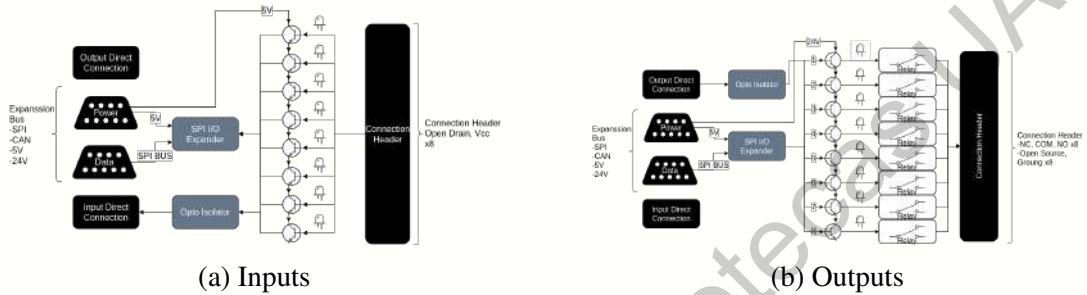 5V
Output Direct
Connection
Expanssion
Bus
-SPI
-CAN
-5V
-24V
Power
5V
SPI I/O
Expander
Data
SPI BUS
Input Direct
Connection
Opto Isolator
Connection
Header
Connection Header
- Open Drain, Vcc
x8
(a) Inputs
24V
Output Direct
Connection
Opto Isolator
Expanssion
Bus
-SPI
-CAN
-5V
-24V
Power
5V
SPI I/O
Expander
Data
SPI BUS
Input Direct
Connection
Relay
Relay
Relay
Relay
Relay
Relay
Relay
Relay
Connection Header
Connection Header
-NC, COM, NO x8
-Open Source,
Groung x8
(b) Outputs